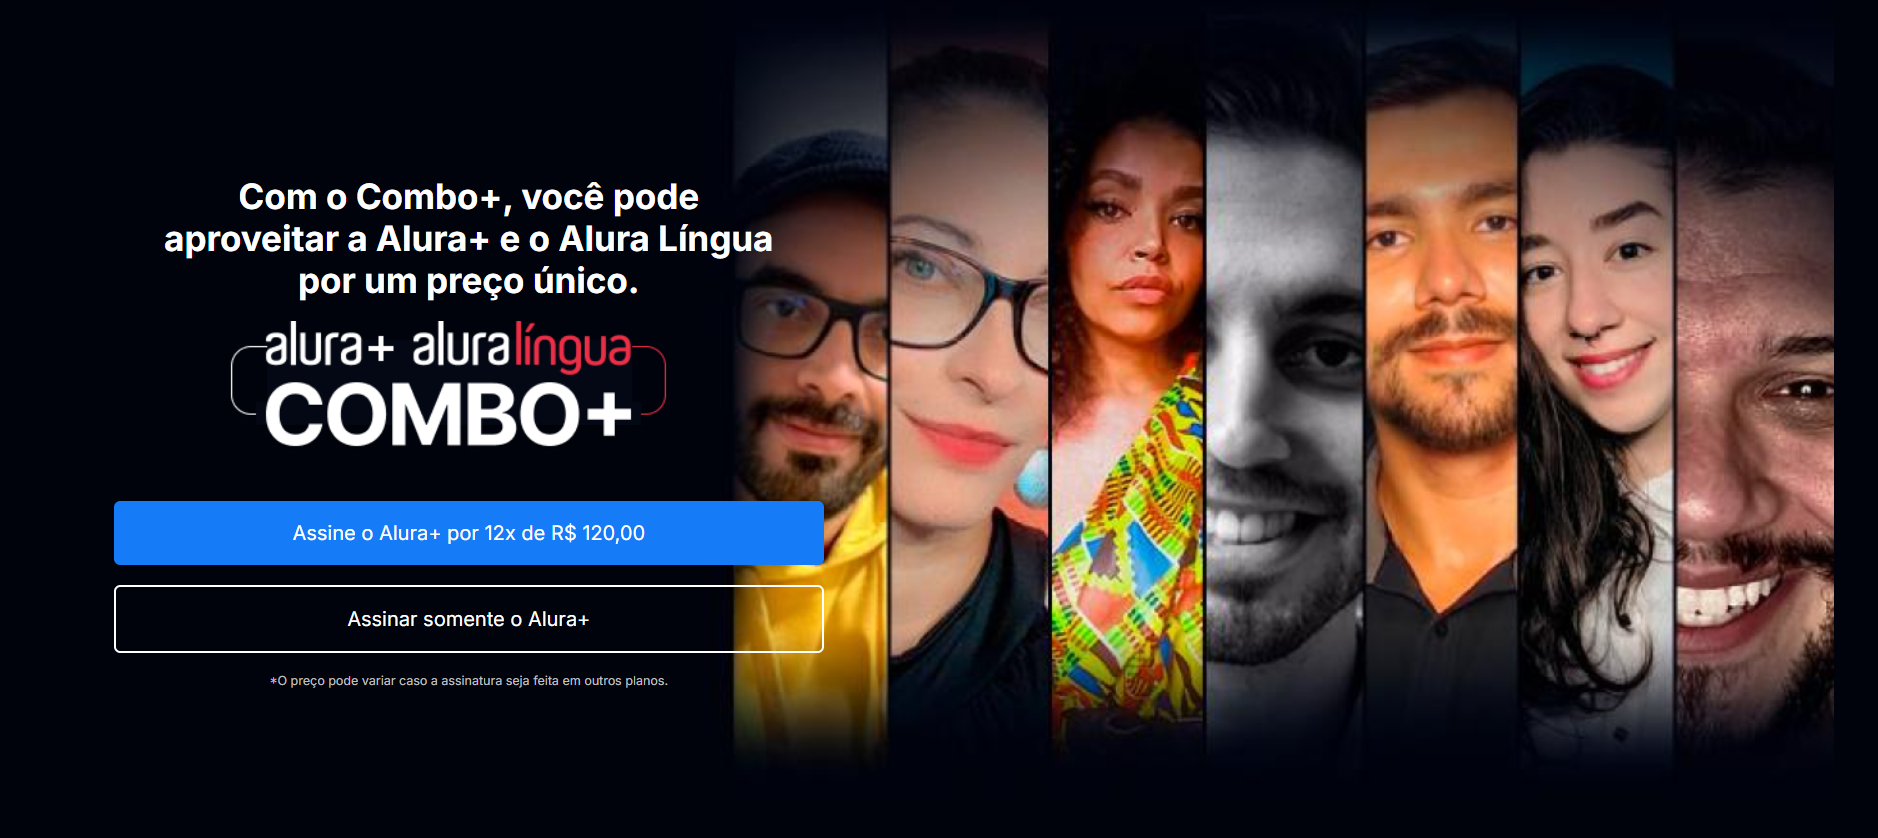 Com o Combo+, você pode
aproveitar a Alura+ e o Alura Língua
por um preço único.
alura+ aluralíngua
COMBO+
Assine o Alura+ por 12x de R$ 120,00
Assinar somente o Alura+
*O preço pode variar caso a assinatura seja feita em outros planos.